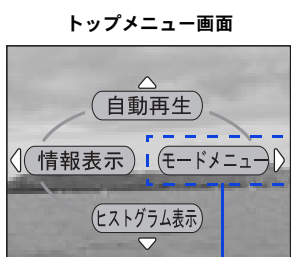 トップメニュー画面
自動再生
情報表示
モードメニュー
ヒストグラム表示